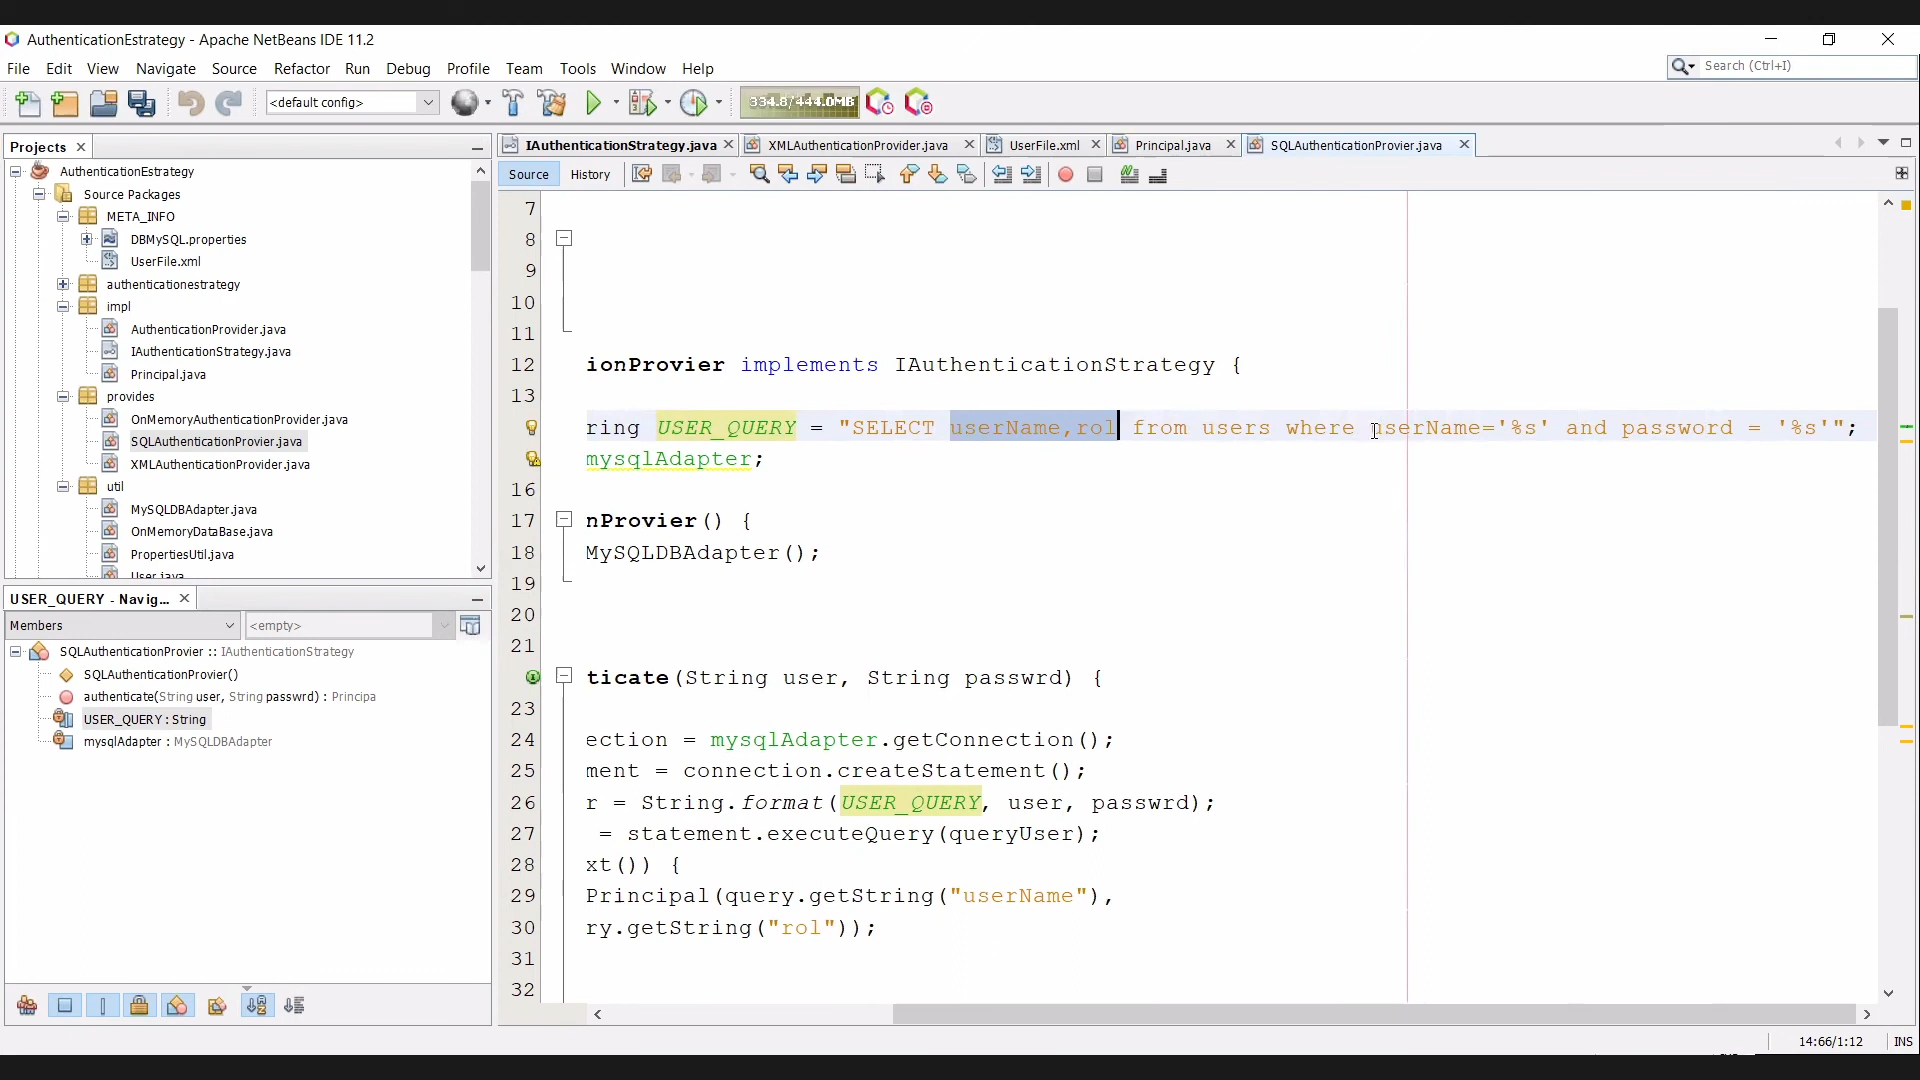 AuthenticationEstrategy - Apache NetBeans IDE 11.2
File Edit View Navigate Source Refactor Run Debug Profile Team Tools Window Help
Search (Ctrl+I)
<default config>
334.8/444.0MB
Projects
IAuthenticationStrategy.java
XMLAuthenticationProvider.java
UserFile.xml
Principal.java
SQLAuthenticationProvier.java
Source History
AuthenticationEstrategy
Source Packages
META_INFO
DBMySQL.properties
UserFile.xml
authenticationestrategy
impl
AuthenticationProvider.java
IAuthenticationStrategy.java
Principal.java
provides
OnMemoryAuthenticationProvider.java
SQLAuthenticationProvier.java
XMLAuthenticationProvider.java
util
MySQLDBAdapter.java
OnMemoryDataBase.java
PropertiesUtil.java
User.java
USER_QUERY - Navig...
Members
<empty>
SQLAuthenticationProvier :: IAuthenticationStrategy
SQLAuthenticationProvier()
authenticate(String user, String passwrd) : Principa
USER_QUERY : String
mysqlAdapter : MySQLDBAdapter
7
8
9
10
11
12 ionProvier implements IAuthenticationStrategy {
13
ring USER_QUERY = "SELECT userName,rol from users where userName='%s' and password = '%s'";
mysqlAdapter;
16
17 nProvier() {
18 MySQLDBAdapter();
19
20
21
ticate(String user, String passwrd) {
23
24 ection = mysqlAdapter.getConnection();
25 ment = connection.createStatement();
26 r = String.format(USER_QUERY, user, passwrd);
27 = statement.executeQuery(queryUser);
28 xt()) {
29 Principal(query.getString("userName"),
30 ry.getString("rol"));
31
32
14:66/1:12 INS